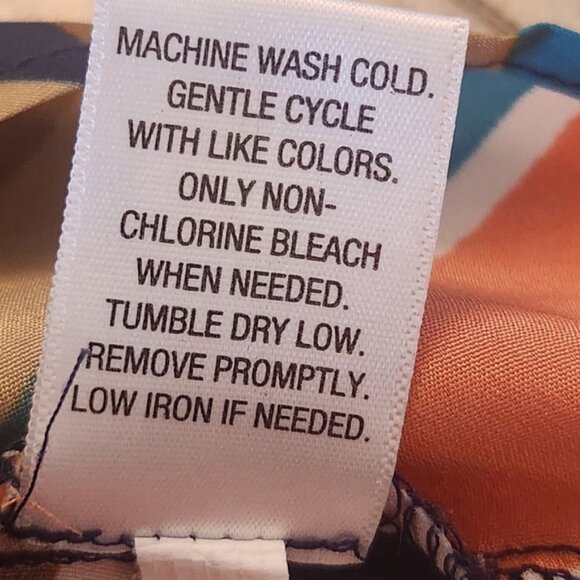 MACHINE WASH COLD.
GENTLE CYCLE
WITH LIKE COLORS.
ONLY NON-
CHLORINE BLEACH
WHEN NEEDED.
TUMBLE DRY LOW.
REMOVE PROMPTLY.
LOW IRON IF NEEDED.